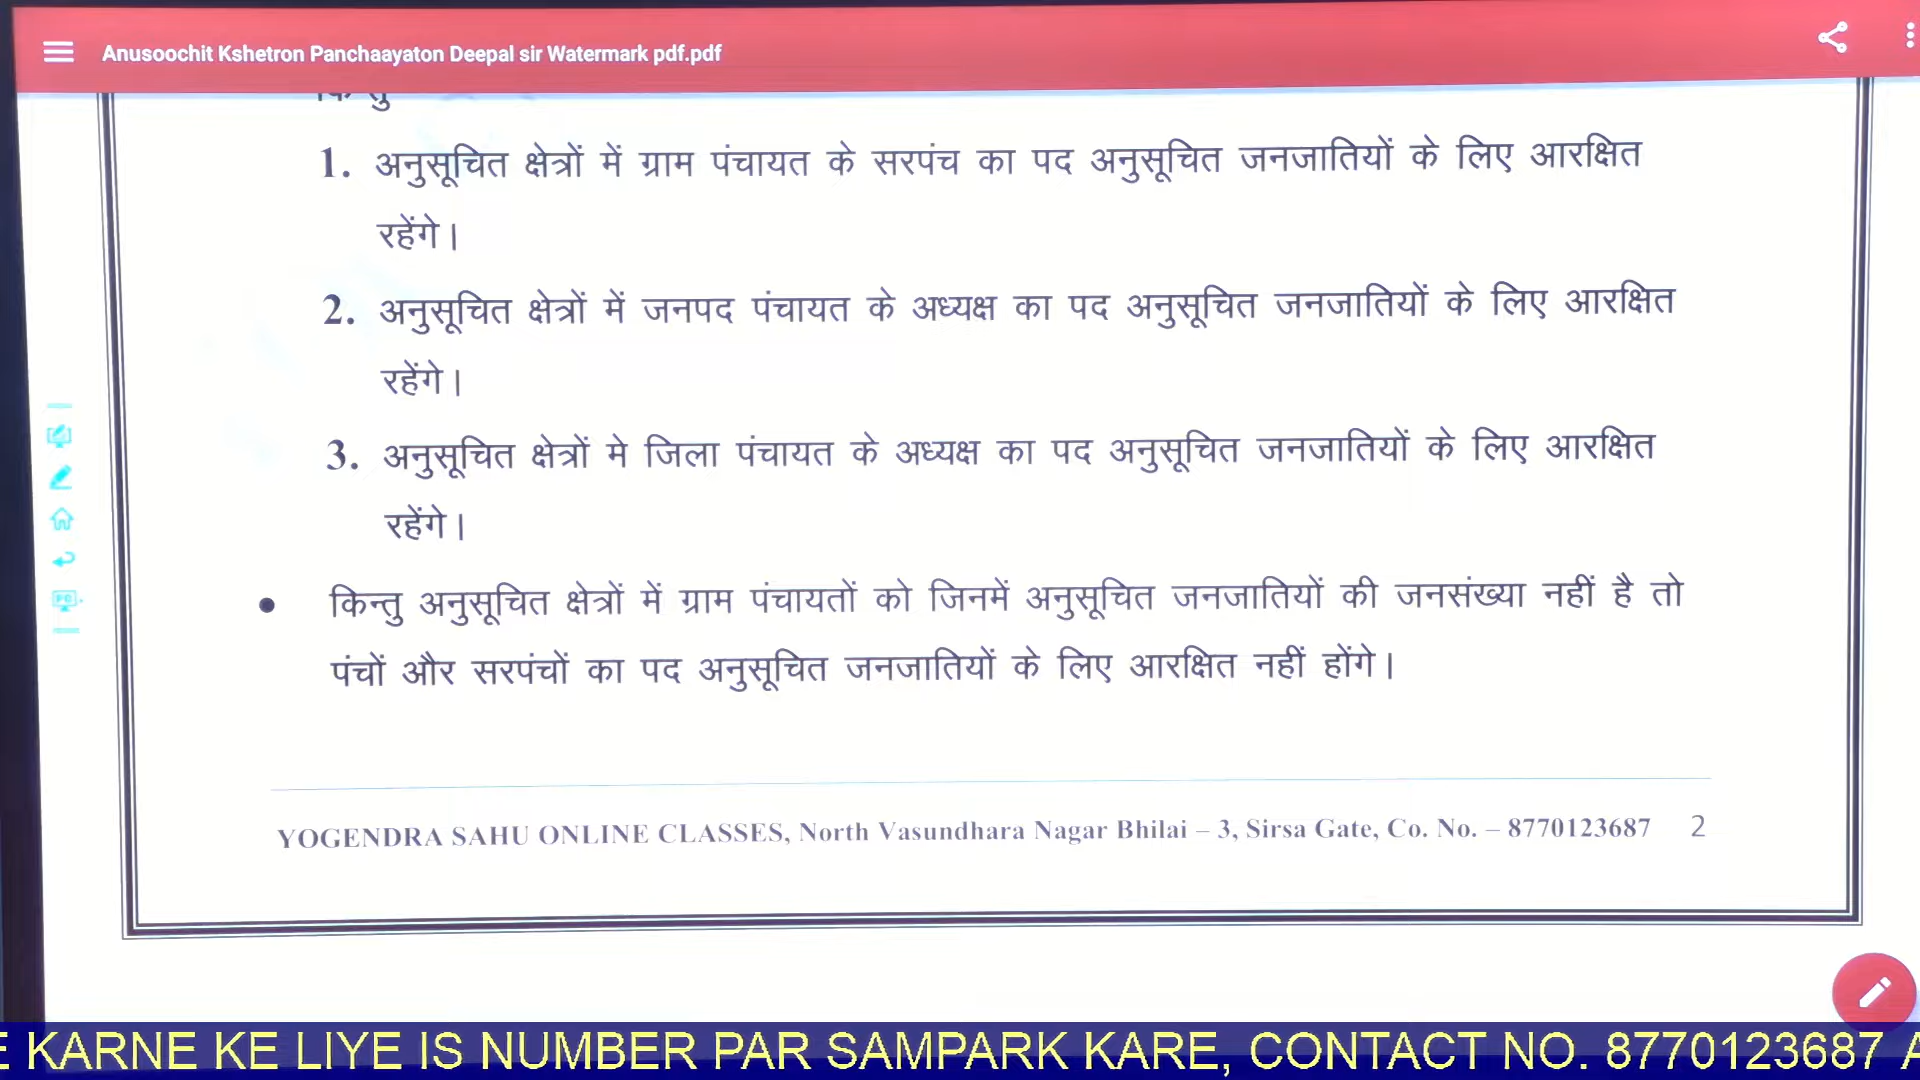 Anusoochit Kshetron Panchaayaton Deepal sir Watermark pdf.pdf
1. अनुसूचित क्षेत्रों में ग्राम पंचायत के सरपंच का पद अनुसूचित जनजातियों के लिए आरक्षित
रहेंगे।
2. अनुसूचित क्षेत्रों में जनपद पंचायत के अध्यक्ष का पद अनुसूचित जनजातियों के लिए आरक्षित
रहेंगे।
3. अनुसूचित क्षेत्रों मे जिला पंचायत के अध्यक्ष का पद अनुसूचित जनजातियों के लिए आरक्षित
रहेंगे।
• किन्तु अनुसूचित क्षेत्रों में ग्राम पंचायतों को जिनमें अनुसूचित जनजातियों की जनसंख्या नहीं है तो
पंचों और सरपंचों का पद अनुसूचित जनजातियों के लिए आरक्षित नहीं होंगे।
YOGENDRA SAHU ONLINE CLASSES, North Vasundhara Nagar Bhilai – 3, Sirsa Gate, Co. No. – 8770123687 2
KARNE KE LIYE IS NUMBER PAR SAMPARK KARE, CONTACT NO. 8770123687